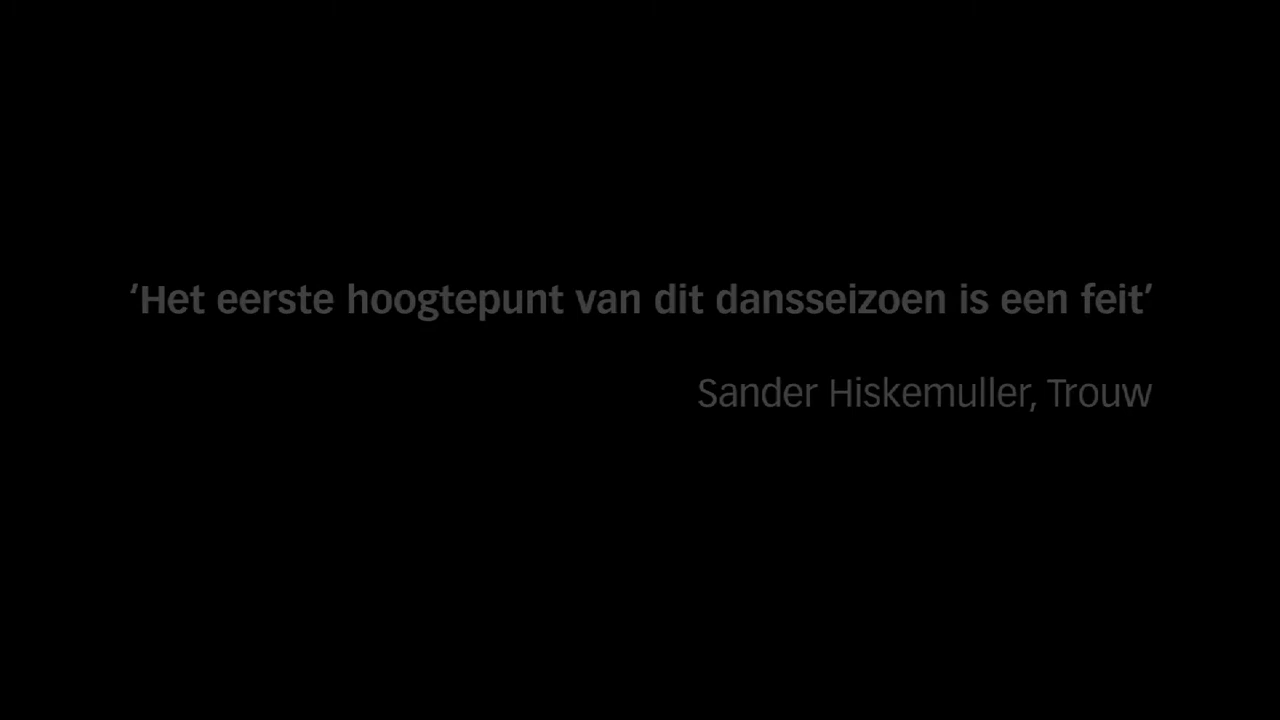 ‘Het eerste hoogtepunt van dit dansseizoen is een feit’
Sander Hiskemuller, Trouw